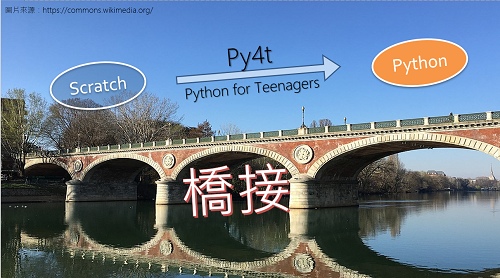 圖片來源：https://commons.wikimedia.org/
Py4t
Scratch
Python
Python for Teenagers
橋接